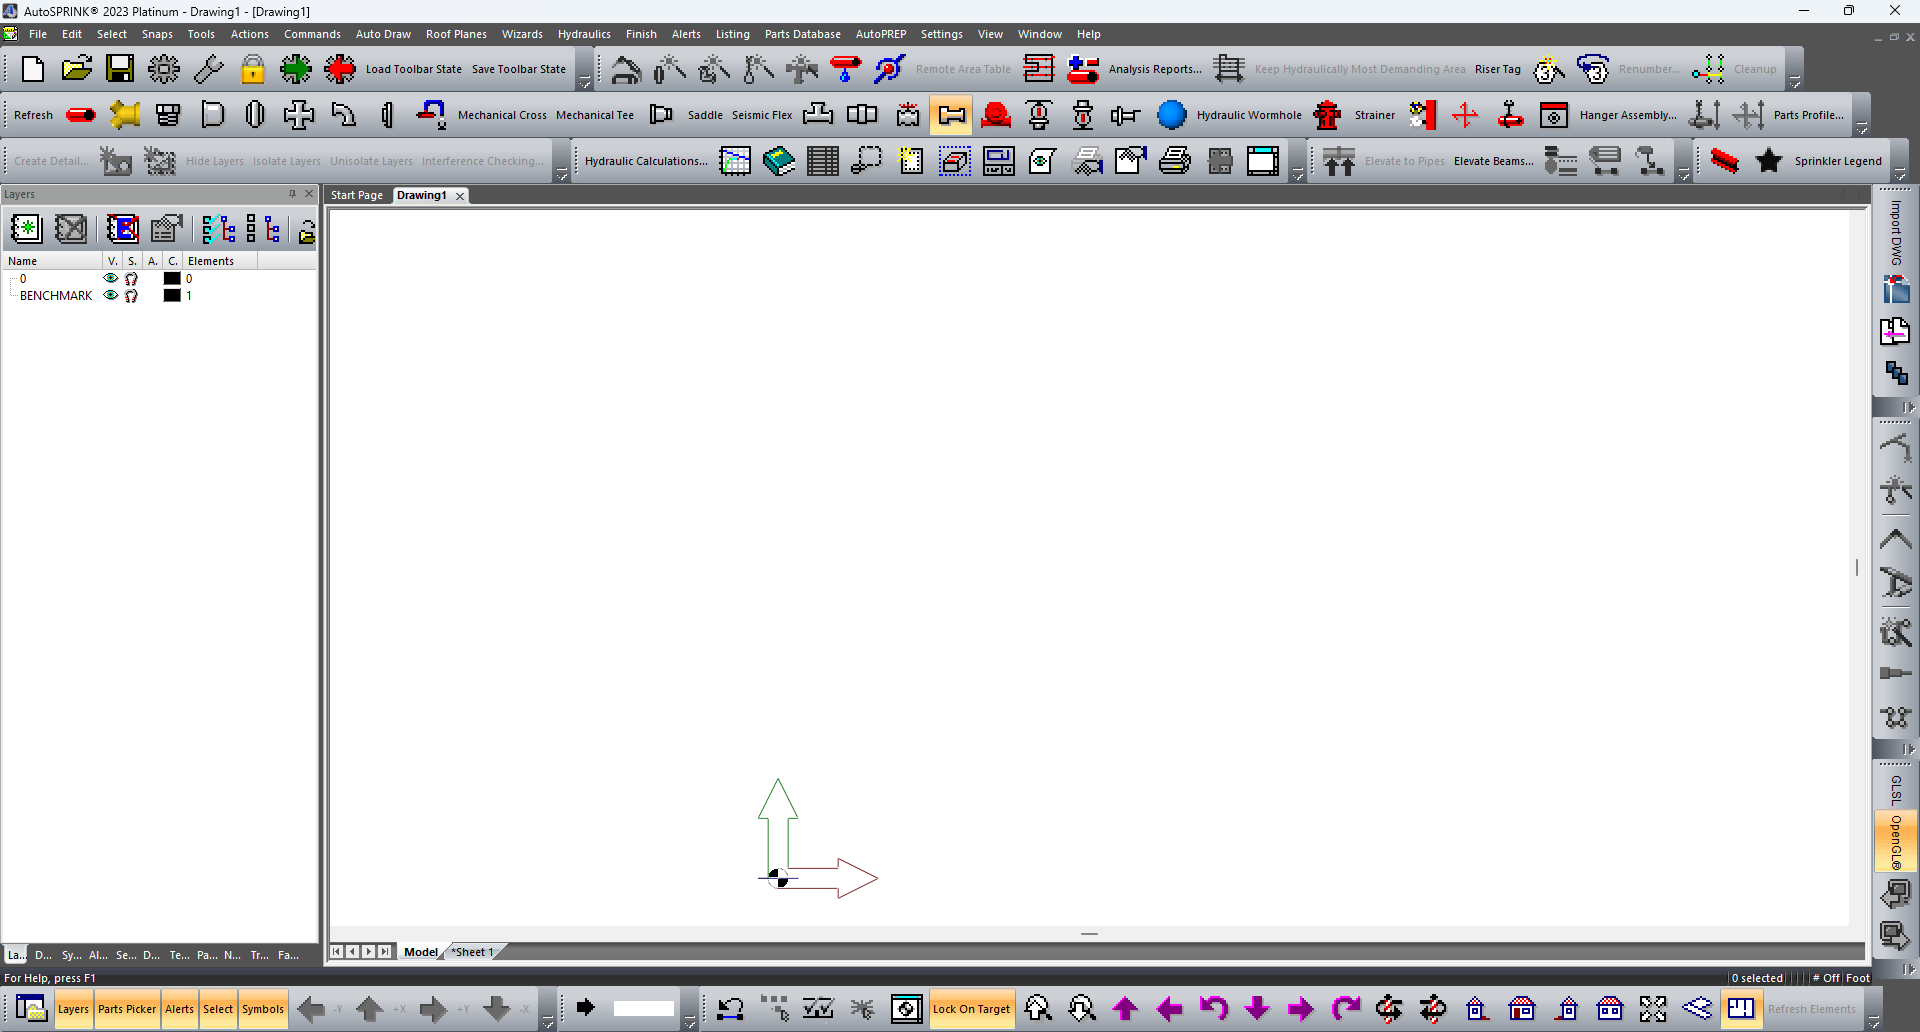 AutoSPRINK® 2023 Platinum - Drawing1 - [Drawing1]
File Edit Select Snaps Tools Actions Commands Auto Draw Roof Planes Wizards Hydraulics Finish Alerts Listing Parts Database AutoPREP Settings View Window Help
Load Toolbar State Save Toolbar State Remote Area Table Analysis Reports... Keep Hydraulically Most Demanding Area Riser Tag Renumber... Cleanup
Refresh Mechanical Cross Mechanical Tee Saddle Seismic Flex Hydraulic Wormhole Strainer Hanger Assembly... Parts Profile...
Create Detail... Hide Layers Isolate Layers Unisolate Layers Interference Checking... Hydraulic Calculations... Elevate to Pipes Elevate Beams... Sprinkler Legend
Layers
Start Page Drawing1
Name V. S. A. C. Elements
0 0
BENCHMARK 1
Import DWG
GLSL
OpenGL®
La... D... Sy... Al... Se... D... Te... Pa... N... Tr... Fa...
Model *Sheet 1
For Help, press F1
0 selected # Off Foot
Layers Parts Picker Alerts Select Symbols -Y +X +Y -X Lock On Target Refresh Elements